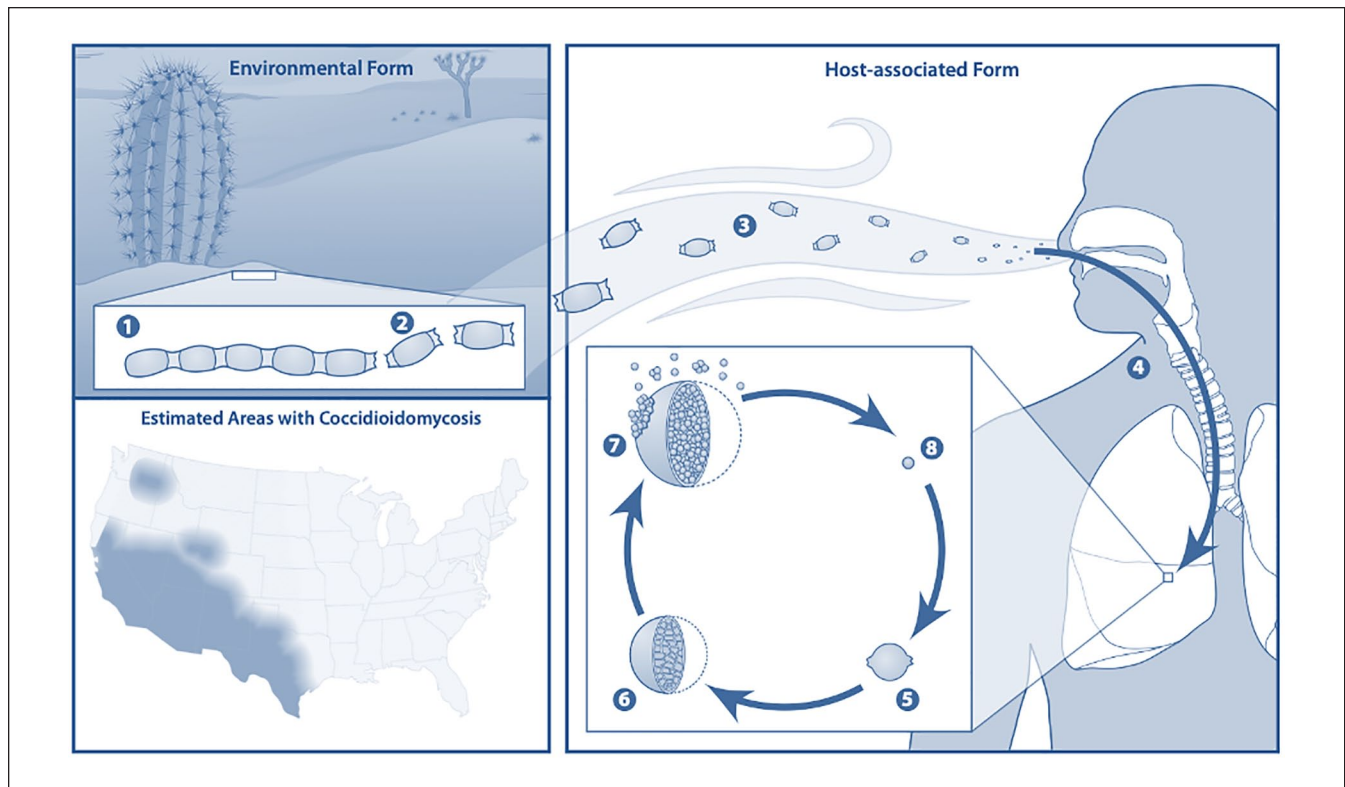 Environmental Form
1
2
Estimated Areas with Coccidioidomycosis
Host-associated Form
3
4
7
8
6
5